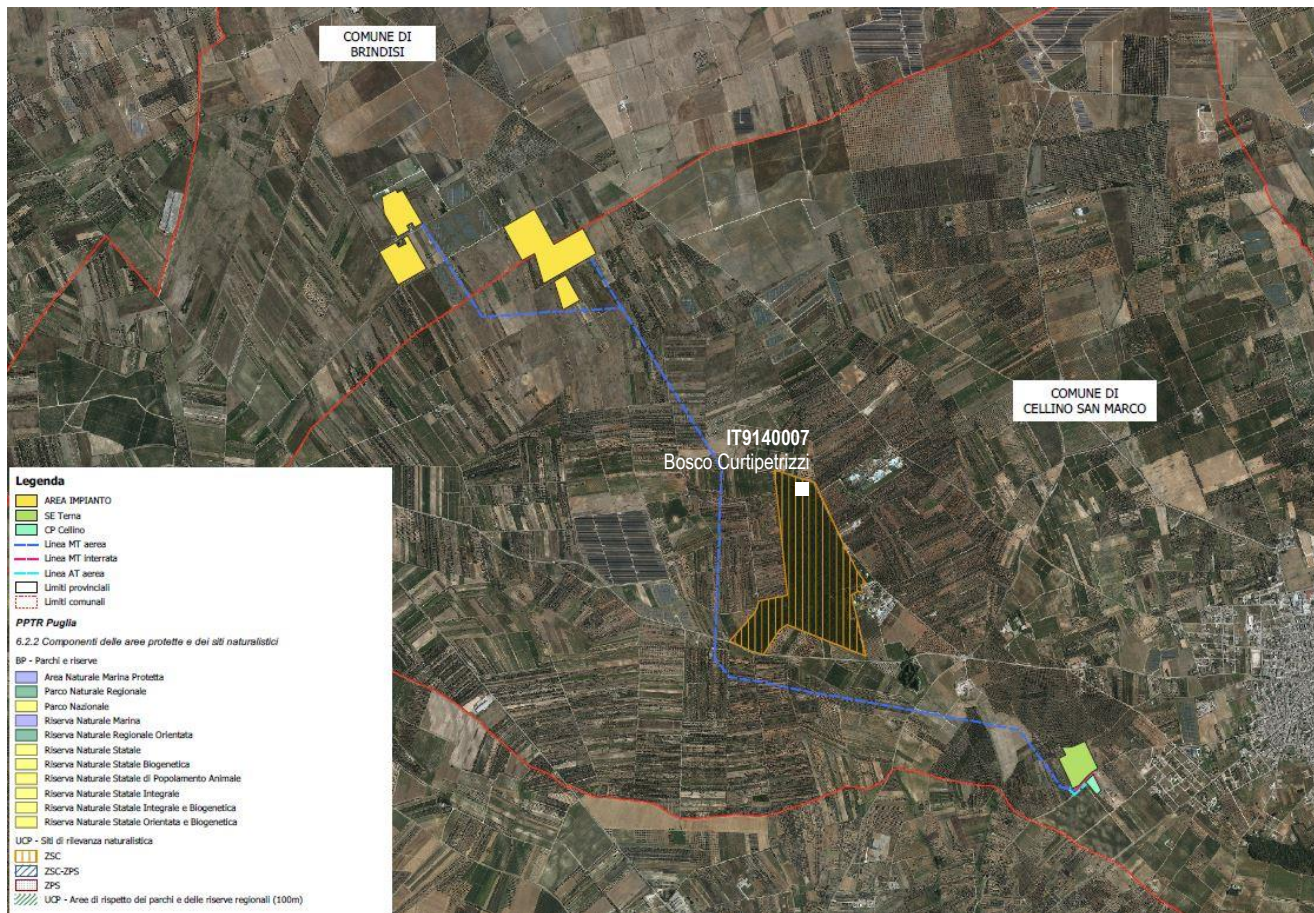 COMUNE DI
BRINDISI
COMUNE DI
CELLINO SAN MARCO
IT9140007
Bosco Curtipetrizzi
Legenda
AREA IMPIANTO
SE Terna
CP Cellino
Linea MT aerea
Linea MT interrata
Linea AT aerea
Limiti provinciali
Limiti comunali
PPTR Puglia
6.2.2 Componenti delle aree protette e dei siti naturalistici
BP - Parchi e riserve
Area Naturale Marina Protetta
Parco Naturale Regionale
Parco Nazionale
Riserva Naturale Marina
Riserva Naturale Regionale Orientata
Riserva Naturale Statale
Riserva Naturale Statale Biogenetica
Riserva Naturale Statale di Popolamento Animale
Riserva Naturale Statale Integrale
Riserva Naturale Statale Integrale e Biogenetica
Riserva Naturale Statale Orientata e Biogenetica
UCP - Siti di rilevanza naturalistica
ZSC
ZSC-ZPS
ZPS
UCP - Aree di rispetto dei parchi e delle riserve regionali (100m)